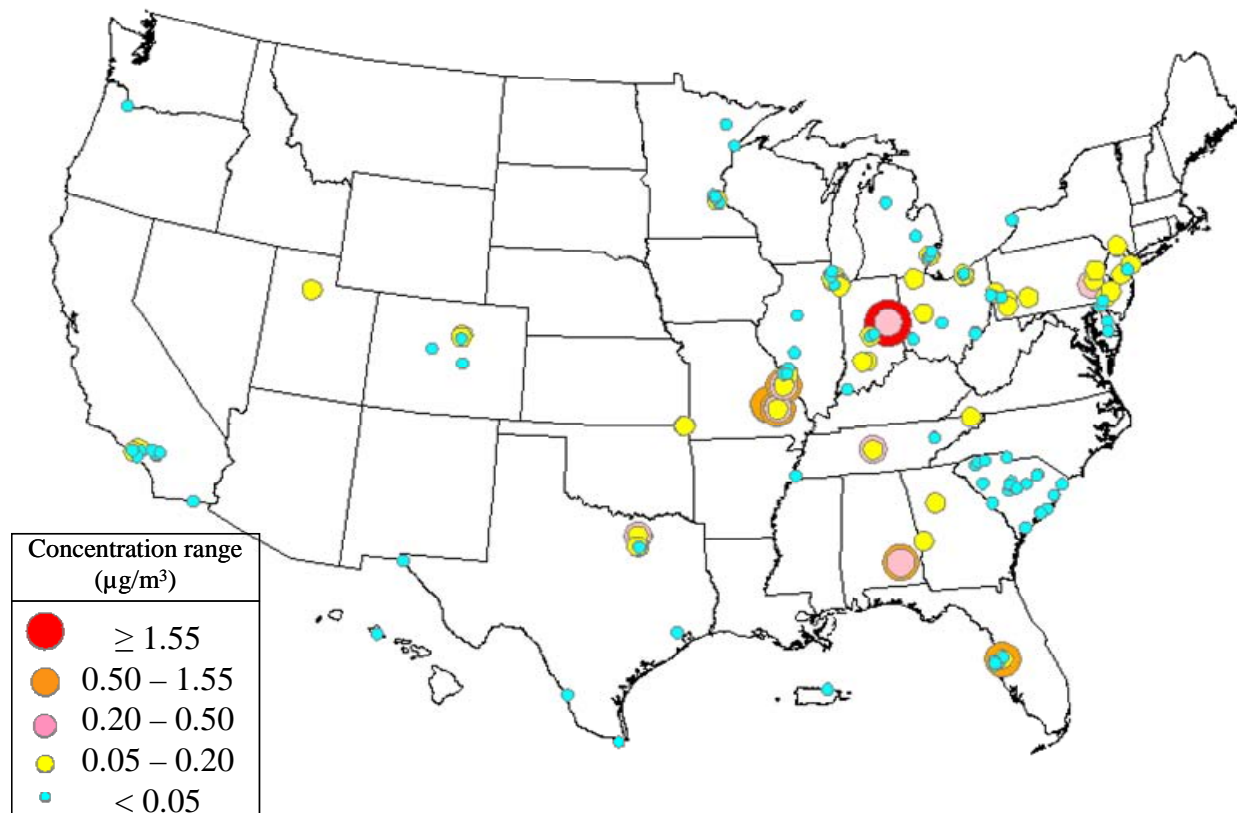 Concentration range
(µg/m³)
≥ 1.55
0.50 – 1.55
0.20 – 0.50
0.05 – 0.20
< 0.05